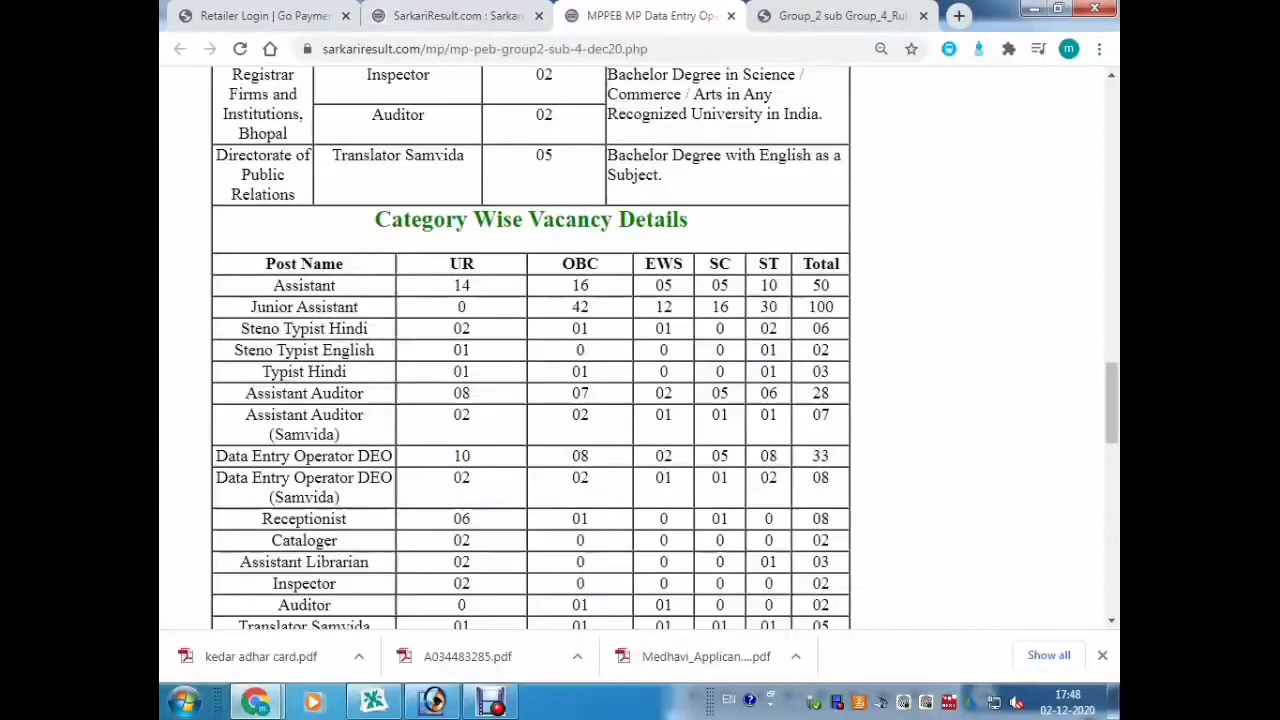 Retailer Login | Go Paymer
SarkariResult.com : Sarkar
MPPEB MP Data Entry Ope
Group_2 sub Group_4_Rul
sarkariresult.com/mp/mp-peb-group2-sub-4-dec20.php
m
Registrar Firms and Institutions, Bhopal
Inspector 02
Auditor 02
Bachelor Degree in Science /
Commerce / Arts in Any
Recognized University in India.
Directorate of Public Relations
Translator Samvida 05
Bachelor Degree with English as a
Subject.
Category Wise Vacancy Details
Post Name UR OBC EWS SC ST Total
Assistant 14 16 05 05 10 50
Junior Assistant 0 42 12 16 30 100
Steno Typist Hindi 02 01 01 0 02 06
Steno Typist English 01 0 0 0 01 02
Typist Hindi 01 01 0 0 01 03
Assistant Auditor 08 07 02 05 06 28
Assistant Auditor 02 02 01 01 01 07
(Samvida)
Data Entry Operator DEO 10 08 02 05 08 33
Data Entry Operator DEO 02 02 01 01 02 08
(Samvida)
Receptionist 06 01 0 01 0 08
Cataloger 02 0 0 0 0 02
Assistant Librarian 02 0 0 0 01 03
Inspector 02 0 0 0 0 02
Auditor 0 01 01 0 0 02
Translator Samvida 01 01 01 01 01 05
kedar adhar card.pdf
A034483285.pdf
Medhavi_Applican....pdf
Show all
EN
17:48
02-12-2020